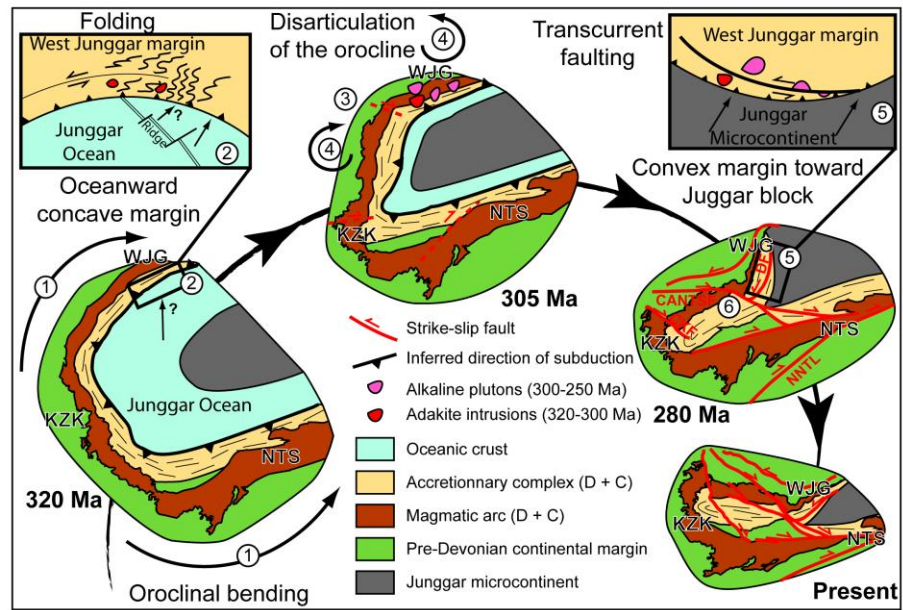 Folding
West Junggar margin
?
Ridge
Junggar
Ocean
2
Oceanward
concave margin
1
WJG
2
?
Junggar Ocean
KZK
NTS
320 Ma
1
Oroclinal bending
Disarticulation
of the orocline
4
WJG
3
4
KZK
NTS
305 Ma
Strike-slip fault
Inferred direction of subduction
Alkaline plutons (300-250 Ma)
Adakite intrusions (320-300 Ma)
Oceanic crust
Accretionnary complex (D + C)
Magmatic arc (D + C)
Pre-Devonian continental margin
Junggar microcontinent
Transcurrent
faulting
West Junggar margin
Junggar
Microcontinent
5
Convex margin toward
Juggar block
WJG
DF
5
CANTSF
6
KZK
NTS
NNTL
280 Ma
WJG
KZK
NTS
Present